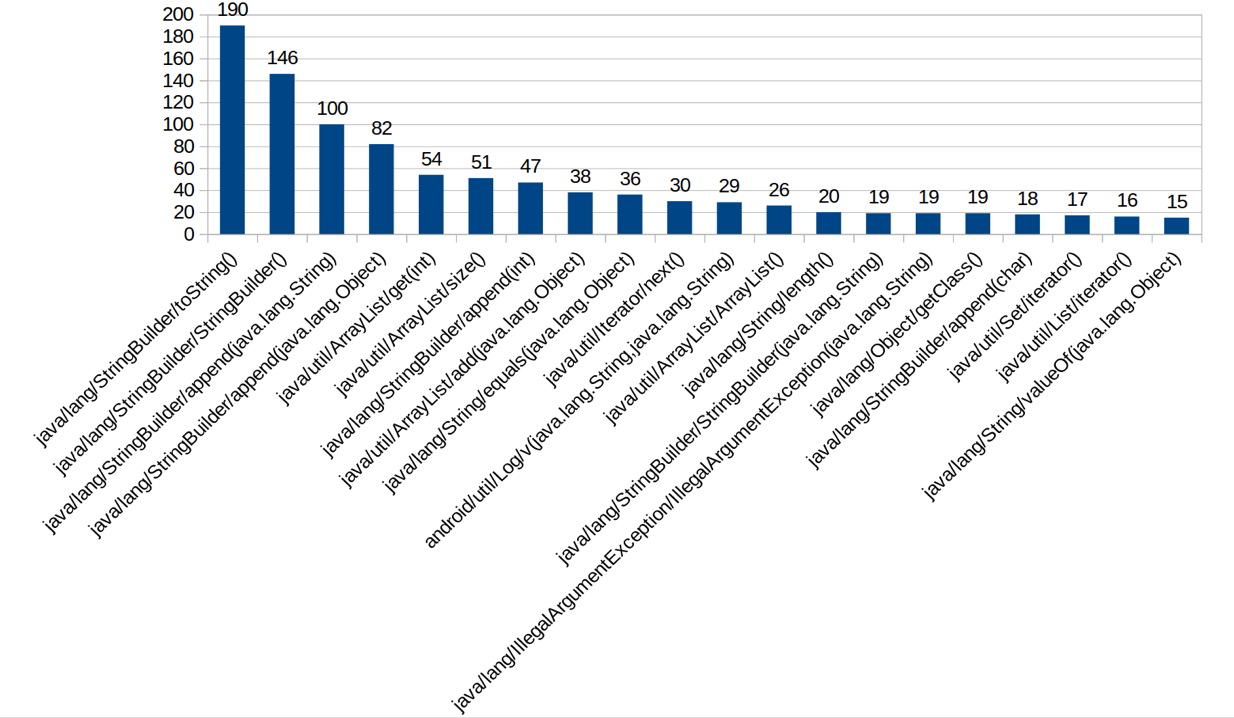 200
180
160
140
120
100
80
60
40
20
0
190
146
100
82
54
51
47
38
36
30
29
26
20
19
19
19
18
17
16
15
java/lang/StringBuilder/toString()
java/lang/StringBuilder/StringBuilder()
java/lang/StringBuilder/append(java.lang.String)
java/lang/StringBuilder/append(java.lang.Object)
java/util/ArrayList/get(int)
java/util/ArrayList/size()
java/lang/StringBuilder/append(int)
java/util/ArrayList/add(java.lang.Object)
java/lang/String/equals(java.lang.Object)
java/util/Iterator/next()
android/util/Log/v(java.lang.String,java.lang.String)
java/util/ArrayList/ArrayList()
java/lang/String/length()
java/lang/StringBuilder/StringBuilder(java.lang.String)
java/lang/IllegalArgumentException/IllegalArgumentException(java.lang.String)
java/lang/Object/getClass()
java/lang/StringBuilder/append(char)
java/util/Set/iterator()
java/util/List/iterator()
java/lang/String/valueOf(java.lang.Object)